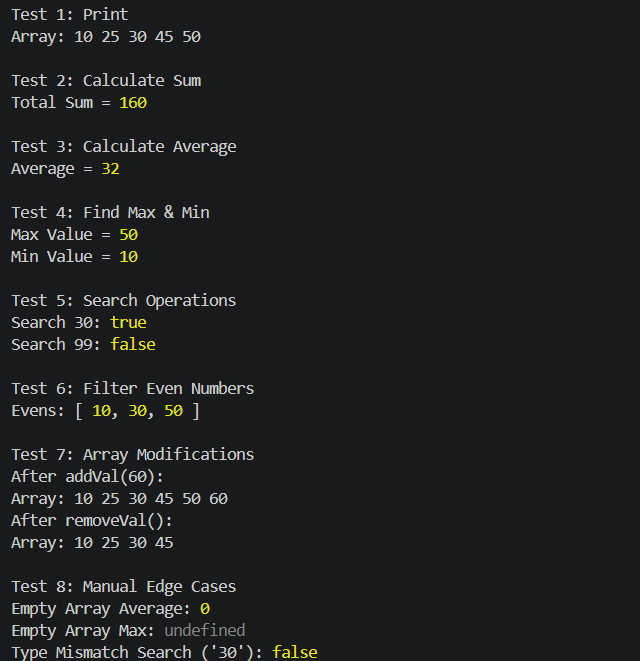 Test 1: Print
Array: 10 25 30 45 50
Test 2: Calculate Sum
Total Sum = 160
Test 3: Calculate Average
Average = 32
Test 4: Find Max & Min
Max Value = 50
Min Value = 10
Test 5: Search Operations
Search 30: true
Search 99: false
Test 6: Filter Even Numbers
Evens: [ 10, 30, 50 ]
Test 7: Array Modifications
After addVal(60):
Array: 10 25 30 45 50 60
After removeVal():
Array: 10 25 30 45
Test 8: Manual Edge Cases
Empty Array Average: 0
Empty Array Max: undefined
Type Mismatch Search ('30'): false